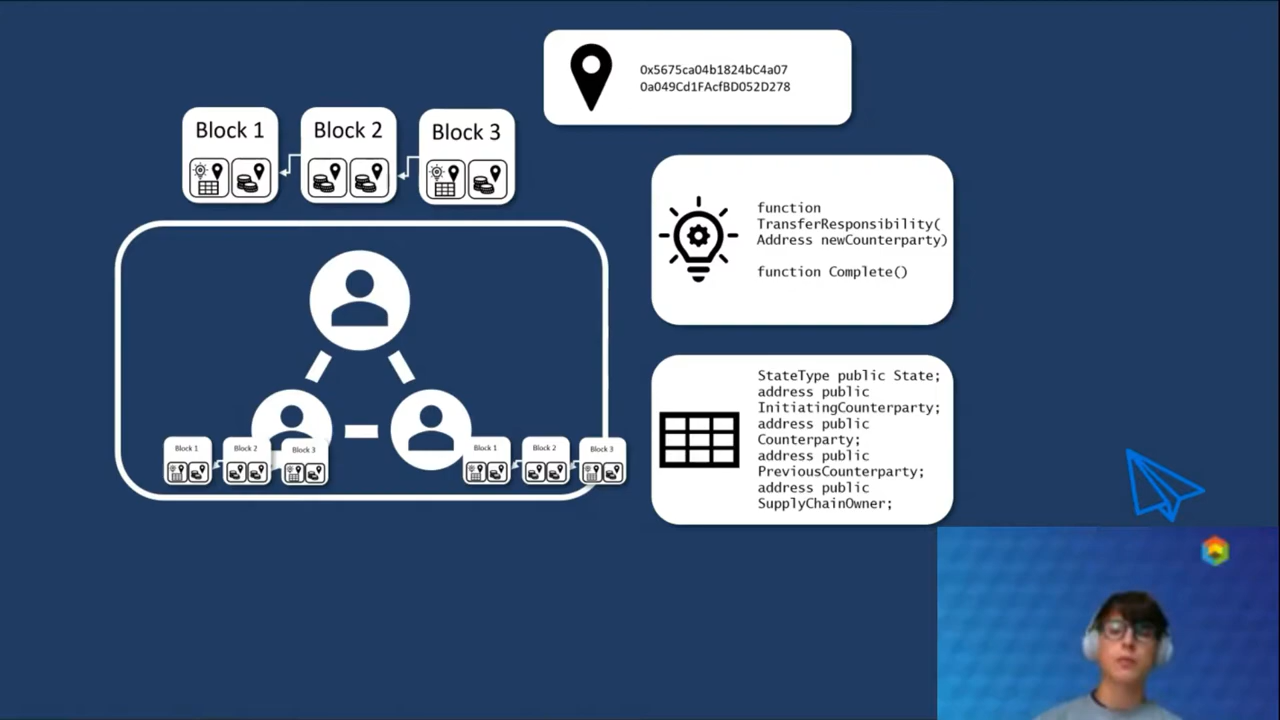 0x5675ca04b1824bC4a07
0a049Cd1FAcfBD052D278
Block 1
Block 2
Block 3
function
TransferResponsibility(
Address newCounterparty)
function Complete()
StateType public State;
address public
InitiatingCounterparty;
address public
Counterparty;
address public
PreviousCounterparty;
address public
SupplyChainOwner;
Block 1
Block 2
Block 3
Block 1
Block 2
Block 3